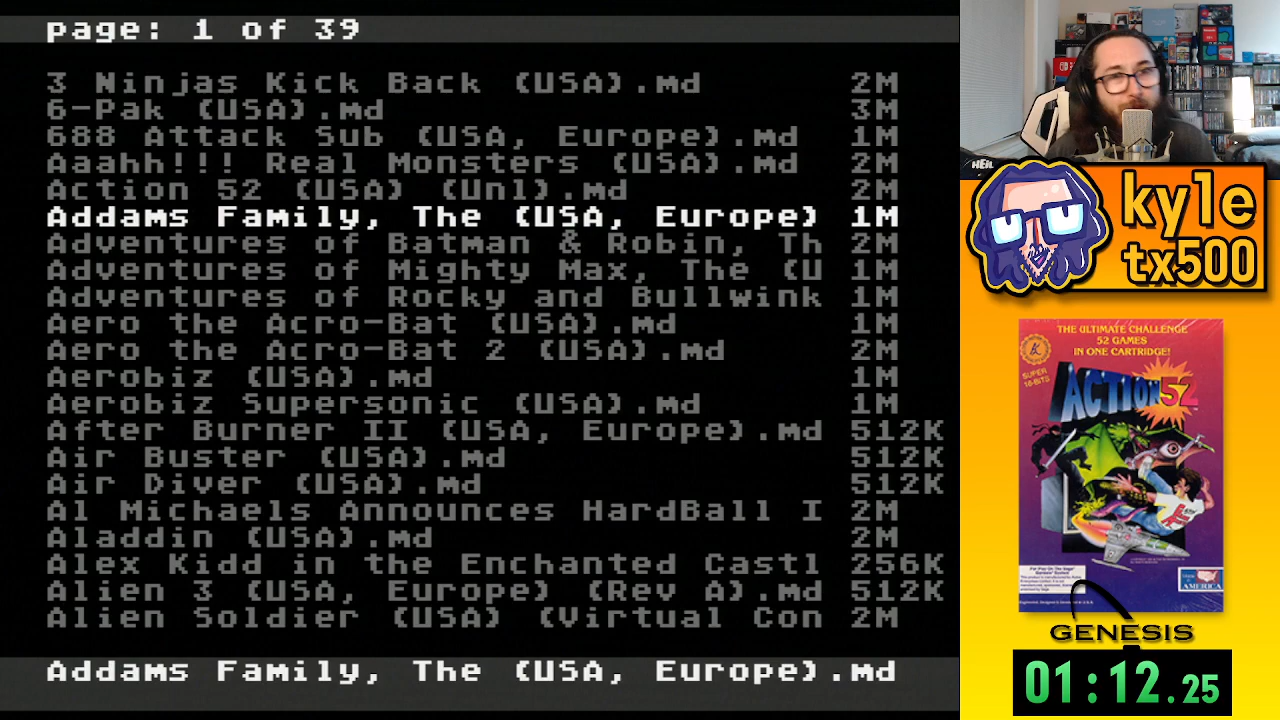 page: 1 of 39
3 Ninjas Kick Back (USA).md 2M
6-Pak (USA).md 3M
688 Attack Sub (USA, Europe).md 1M
Aaahh!!! Real Monsters (USA).md 2M
Action 52 (USA) (Unl).md 2M
Addams Family, The (USA, Europe) 1M
Adventures of Batman & Robin, Th 2M
Adventures of Mighty Max, The (U 1M
Adventures of Rocky and Bullwink 1M
Aero the Acro-Bat (USA).md 1M
Aero the Acro-Bat 2 (USA).md 2M
Aerobiz (USA).md 1M
Aerobiz Supersonic (USA).md 1M
After Burner II (USA, Europe).md 512K
Air Buster (USA).md 512K
Air Diver (USA).md 512K
Al Michaels Announces HardBall I 2M
Aladdin (USA).md 2M
Alex Kidd in the Enchanted Castl 256K
Alien 3 (USA, Europe) (Rev A).md 512K
Alien Soldier (USA) (Virtual Con 2M
Addams Family, The (USA, Europe).md
HEIL
kyle
tx500
THE ULTIMATE CHALLENGE
52 GAMES
IN ONE CARTRIDGE!
SUPER
16-BITS
ACTION 52
AMERICA
GENESIS
01:12.25